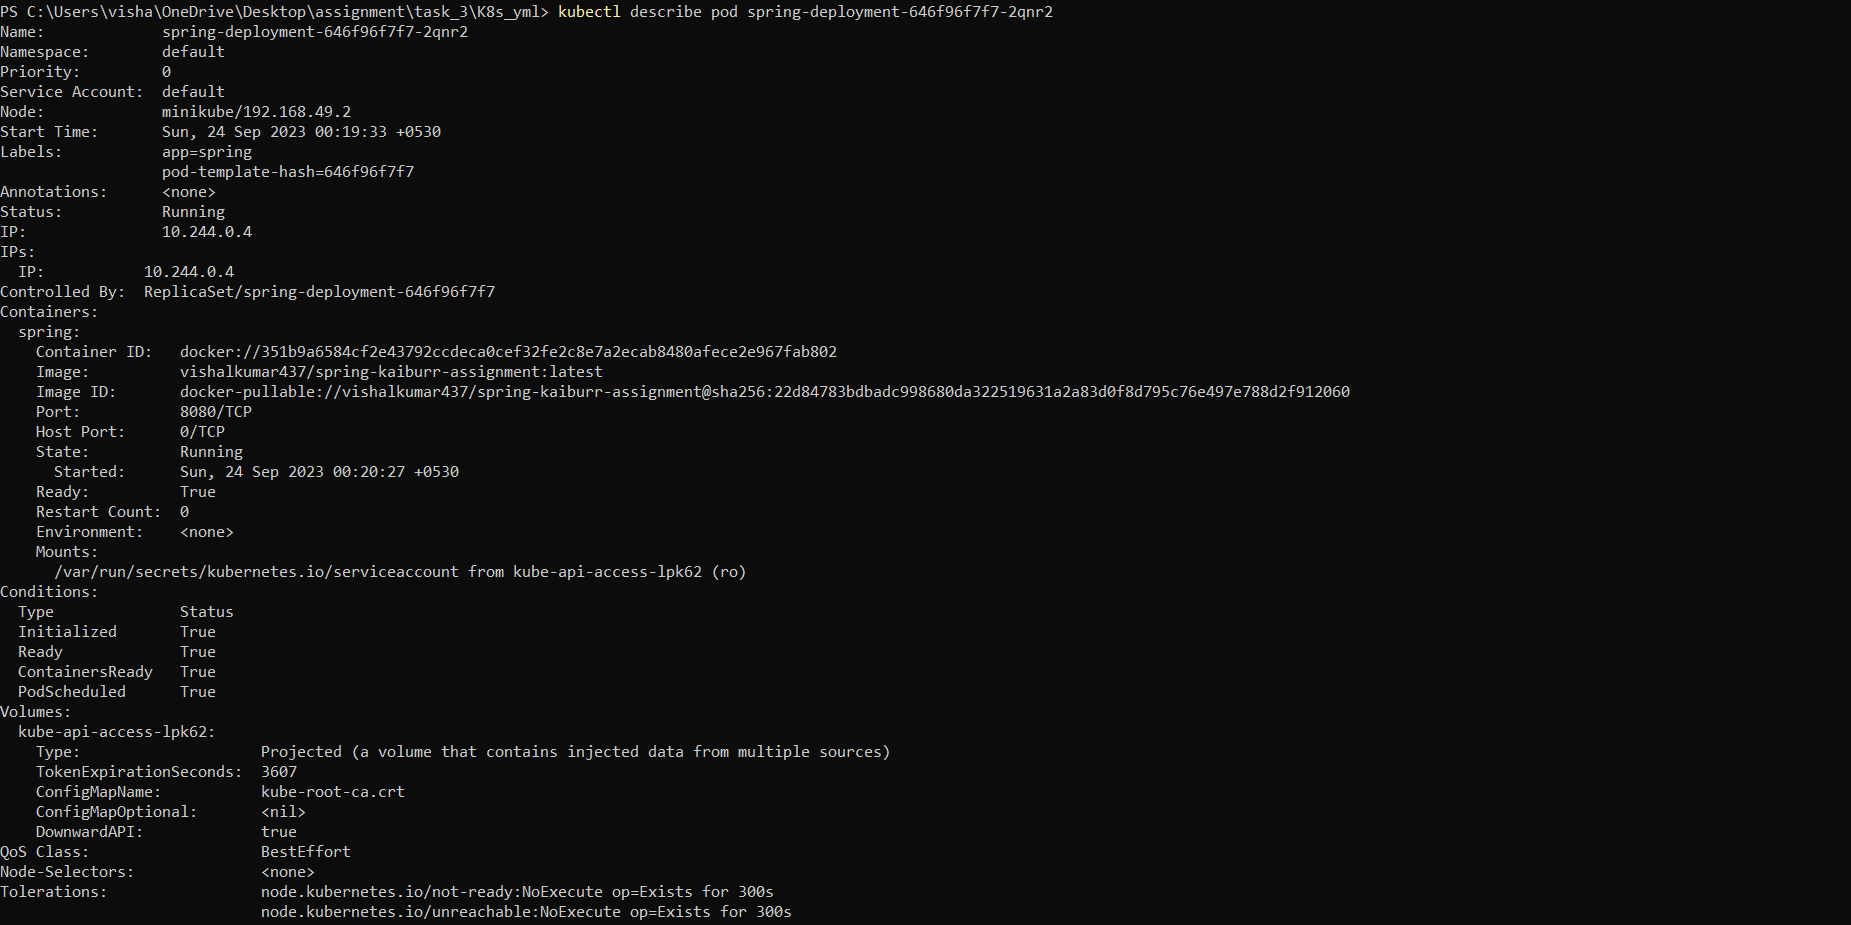 PS C:\Users\visha\OneDrive\Desktop\assignment\task_3\K8s_yml> kubectl describe pod spring-deployment-646f96f7f7-2qnr2
Name:             spring-deployment-646f96f7f7-2qnr2
Namespace:        default
Priority:         0
Service Account:  default
Node:             minikube/192.168.49.2
Start Time:       Sun, 24 Sep 2023 00:19:33 +0530
Labels:           app=spring
                  pod-template-hash=646f96f7f7
Annotations:      <none>
Status:           Running
IP:               10.244.0.4
IPs:
  IP:           10.244.0.4
Controlled By:  ReplicaSet/spring-deployment-646f96f7f7
Containers:
  spring:
    Container ID:   docker://351b9a6584cf2e43792ccdeca0cef32fe2c8e7a2ecab8480afece2e967fab802
    Image:          vishalkumar437/spring-kaiburr-assignment:latest
    Image ID:       docker-pullable://vishalkumar437/spring-kaiburr-assignment@sha256:22d84783bdbadc998680da322519631a2a83d0f8d795c76e497e788d2f912060
    Port:           8080/TCP
    Host Port:      0/TCP
    State:          Running
      Started:      Sun, 24 Sep 2023 00:20:27 +0530
    Ready:          True
    Restart Count:  0
    Environment:    <none>
    Mounts:
      /var/run/secrets/kubernetes.io/serviceaccount from kube-api-access-lpk62 (ro)
Conditions:
  Type              Status
  Initialized       True
  Ready             True
  ContainersReady   True
  PodScheduled      True
Volumes:
  kube-api-access-lpk62:
    Type:                    Projected (a volume that contains injected data from multiple sources)
    TokenExpirationSeconds:  3607
    ConfigMapName:           kube-root-ca.crt
    ConfigMapOptional:       <nil>
    DownwardAPI:             true
QoS Class:                   BestEffort
Node-Selectors:              <none>
Tolerations:                 node.kubernetes.io/not-ready:NoExecute op=Exists for 300s
                             node.kubernetes.io/unreachable:NoExecute op=Exists for 300s